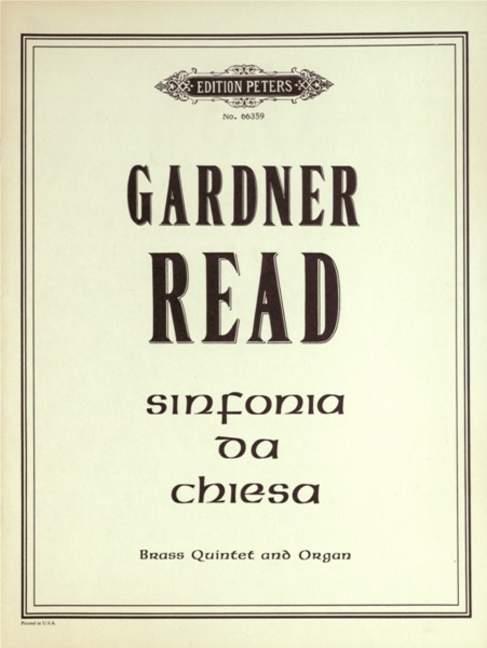 EDITION PETERS
No. 66359
GARDNER
READ
sinfonia
da
chiesa
Brass Quintet and Organ
Printed in U.S.A.